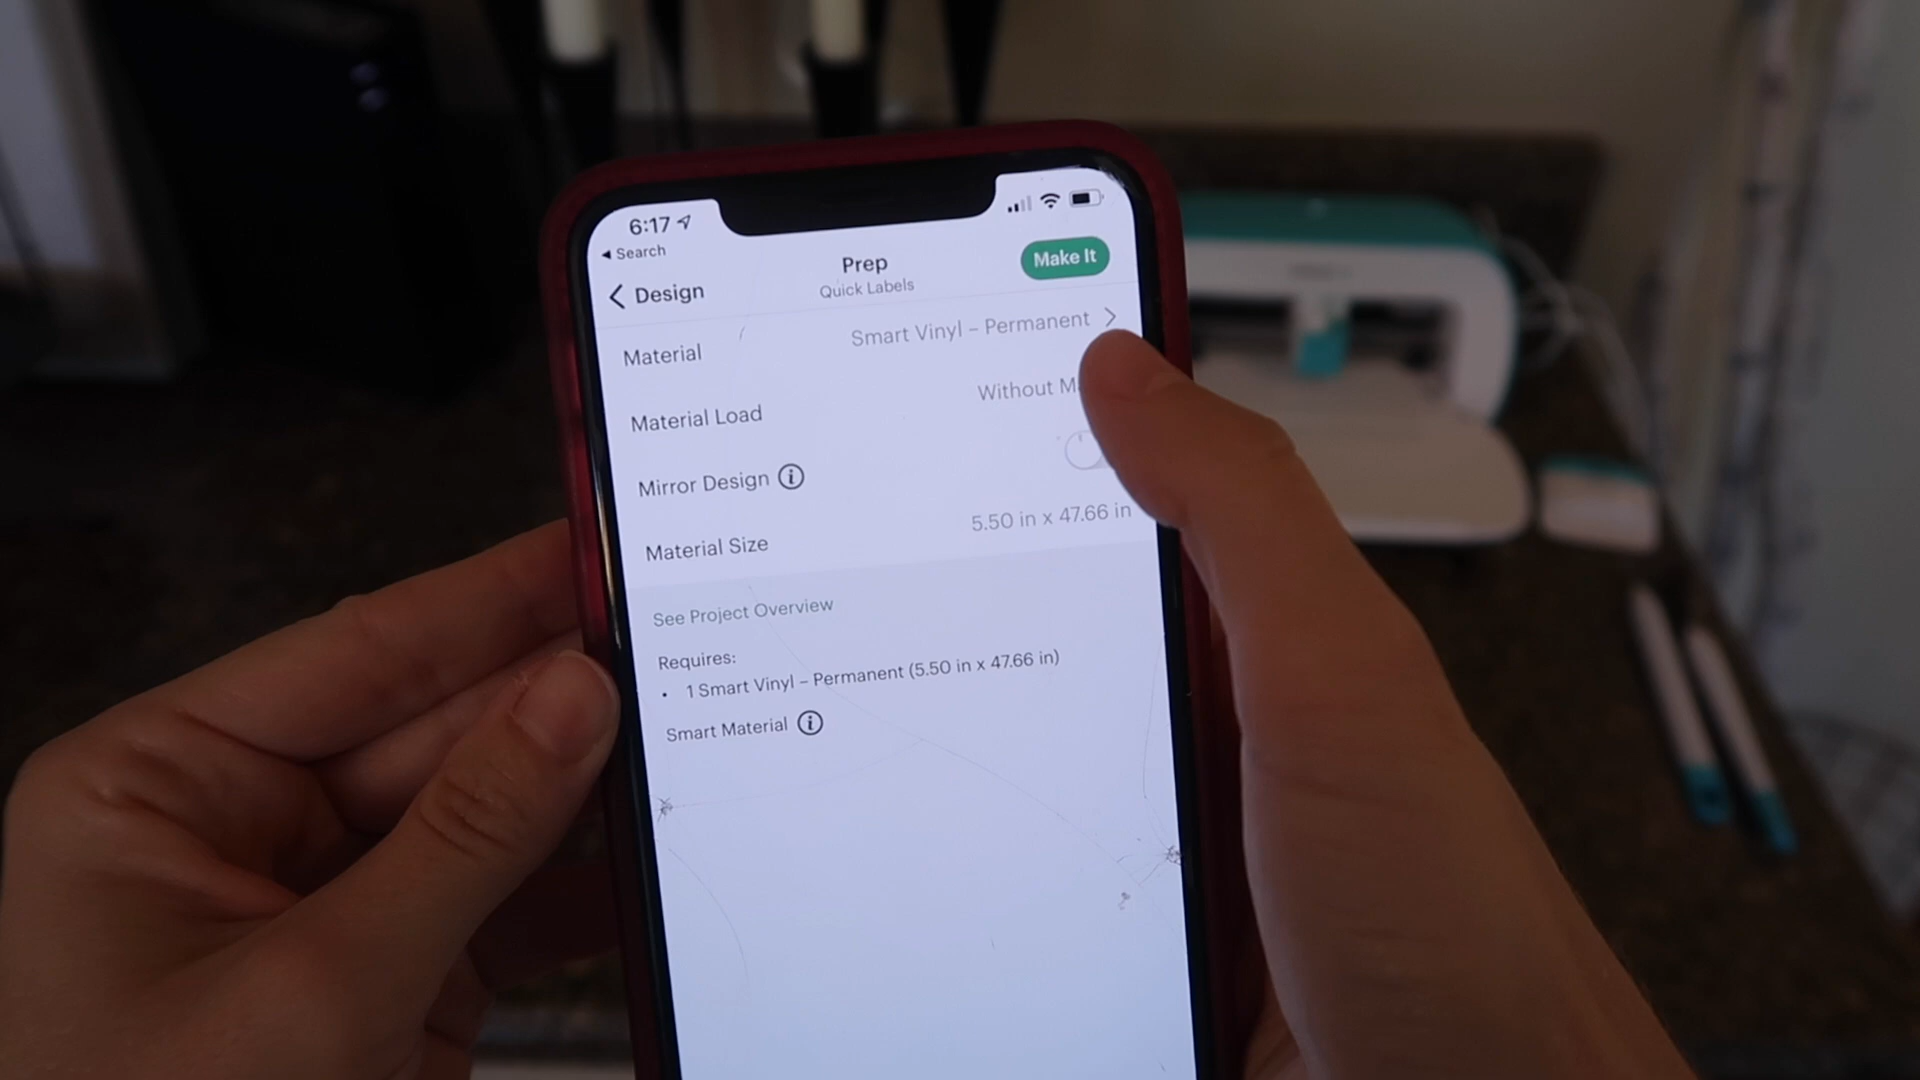 6:17
Search
Design
Prep
Quick Labels
Make It
Material
Smart Vinyl – Permanent
Material Load
Without
Mirror Design
Material Size
5.50 in x 47.66 in
See Project Overview
Requires:
• 1 Smart Vinyl – Permanent (5.50 in x 47.66 in)
Smart Material